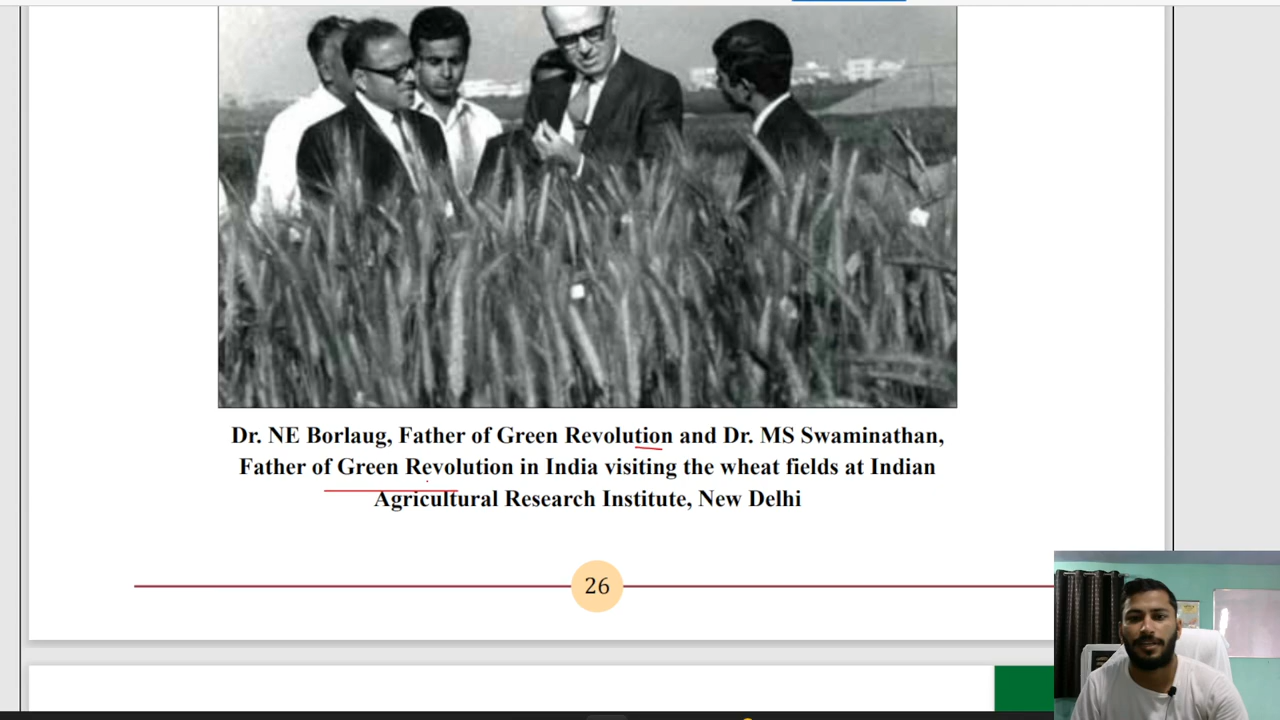 Dr. NE Borlaug, Father of Green Revolution and Dr. MS Swaminathan,
Father of Green Revolution in India visiting the wheat fields at Indian
Agricultural Research Institute, New Delhi
26